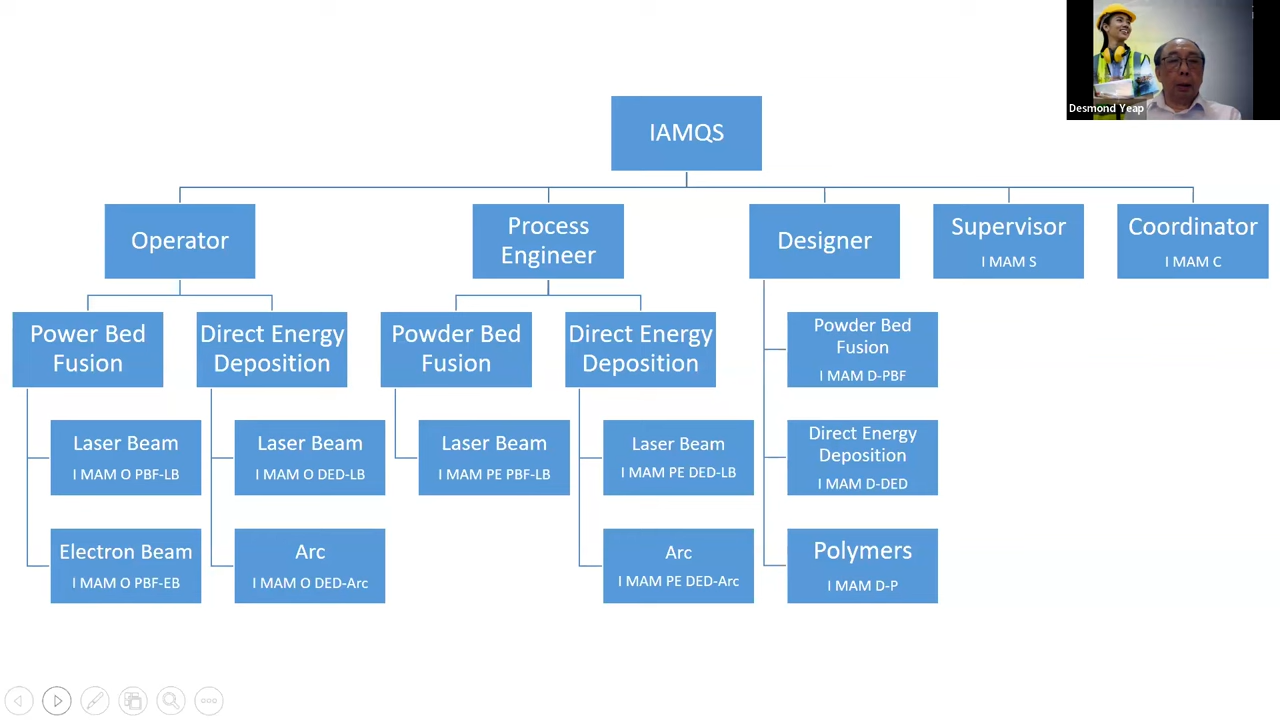 Desmond Yeap
IAMQS
Operator
Process
Engineer
Designer
Supervisor
I MAM S
Coordinator
I MAM C
Power Bed
Fusion
Direct Energy
Deposition
Powder Bed
Fusion
Direct Energy
Deposition
Powder Bed
Fusion
I MAM D-PBF
Laser Beam
I MAM O PBF-LB
Laser Beam
I MAM O DED-LB
Laser Beam
I MAM PE PBF-LB
Laser Beam
I MAM PE DED-LB
Direct Energy
Deposition
I MAM D-DED
Electron Beam
I MAM O PBF-EB
Arc
I MAM O DED-Arc
Arc
I MAM PE DED-Arc
Polymers
I MAM D-P